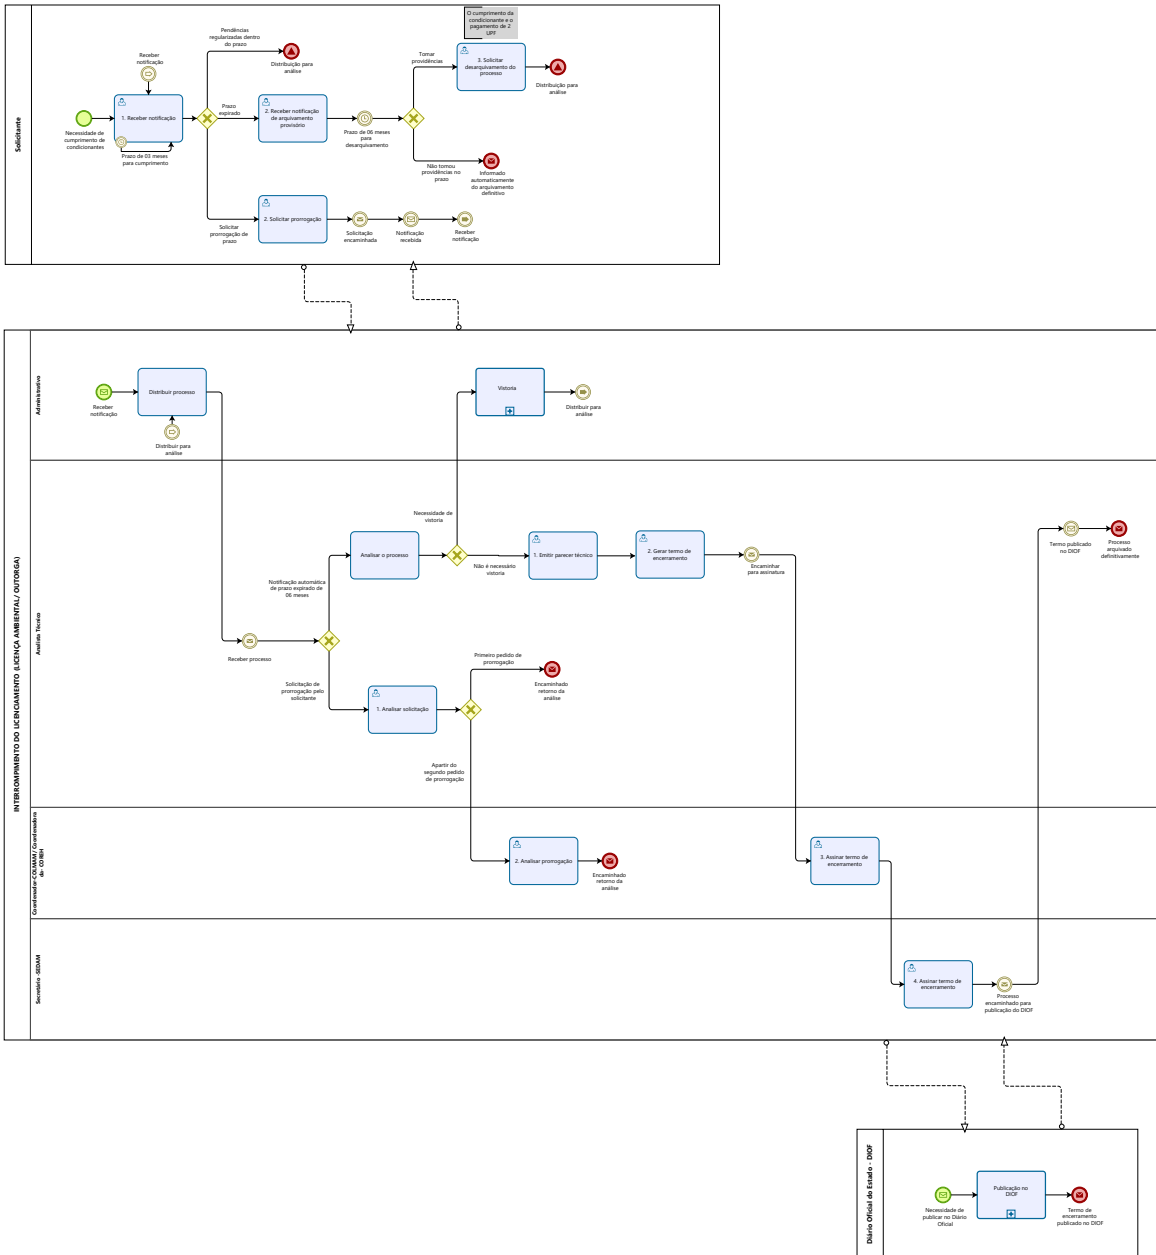 Solicitante
O cumprimento da
condicionante e o
pagamento de 2
UPF
Pendências
regularizadas dentro
do prazo
Distribuição para
análise
Receber
notificação
Tomar
providências
3. Solicitar
desarquivamento do
processo
Distribuição para
análise
Necessidade de
cumprimento de
condicionantes
1. Receber notificação
Prazo de 03 meses
para cumprimento
Prazo
expirado
2. Receber notificação
de arquivamento
provisório
Prazo de 06 meses
para
desarquivamento
Não tomou
providências no
prazo
Informado
automaticamente
do arquivamento
definitivo
Solicitar
prorrogação de
prazo
2. Solicitar prorrogação
Solicitação
encaminhada
Notificação
recebida
Receber
notificação
INTERROMPIMENTO DO LICENCIAMENTO (LICENÇA AMBIENTAL/ OUTORGA)
Administrativo
Receber
notificação
Distribuir processo
Distribuir para
análise
Vistoria
Distribuir para
análise
Analista Técnico
Necessidade de
vistoria
Analisar o processo
Não é necessário
vistoria
1. Emitir parecer técnico
2. Gerar termo de
encerramento
Encaminhar
para assinatura
Termo publicado
no DIOF
Processo
arquivado
definitivamente
Notificação automática
de prazo expirado de
06 meses
Receber processo
Solicitação de
prorrogação pelo
solicitante
1. Analisar solicitação
Primeiro pedido de
prorrogação
Encaminhado
retorno da
análise
Apartir do
segundo pedido
de prorrogação
Coordenador-COLMAM / Coordenadora
da- COREH
2. Analisar prorrogação
Encaminhado
retorno da
análise
3. Assinar termo de
encerramento
Secretário -SEDAM
4. Assinar termo de
encerramento
Processo
encaminhado para
publicação do DIOF
Diário Oficial do Estado - DIOF
Necessidade de
publicar no Diário
Oficial
Publicação no
DIOF
Termo de
encerramento
publicado no DIOF